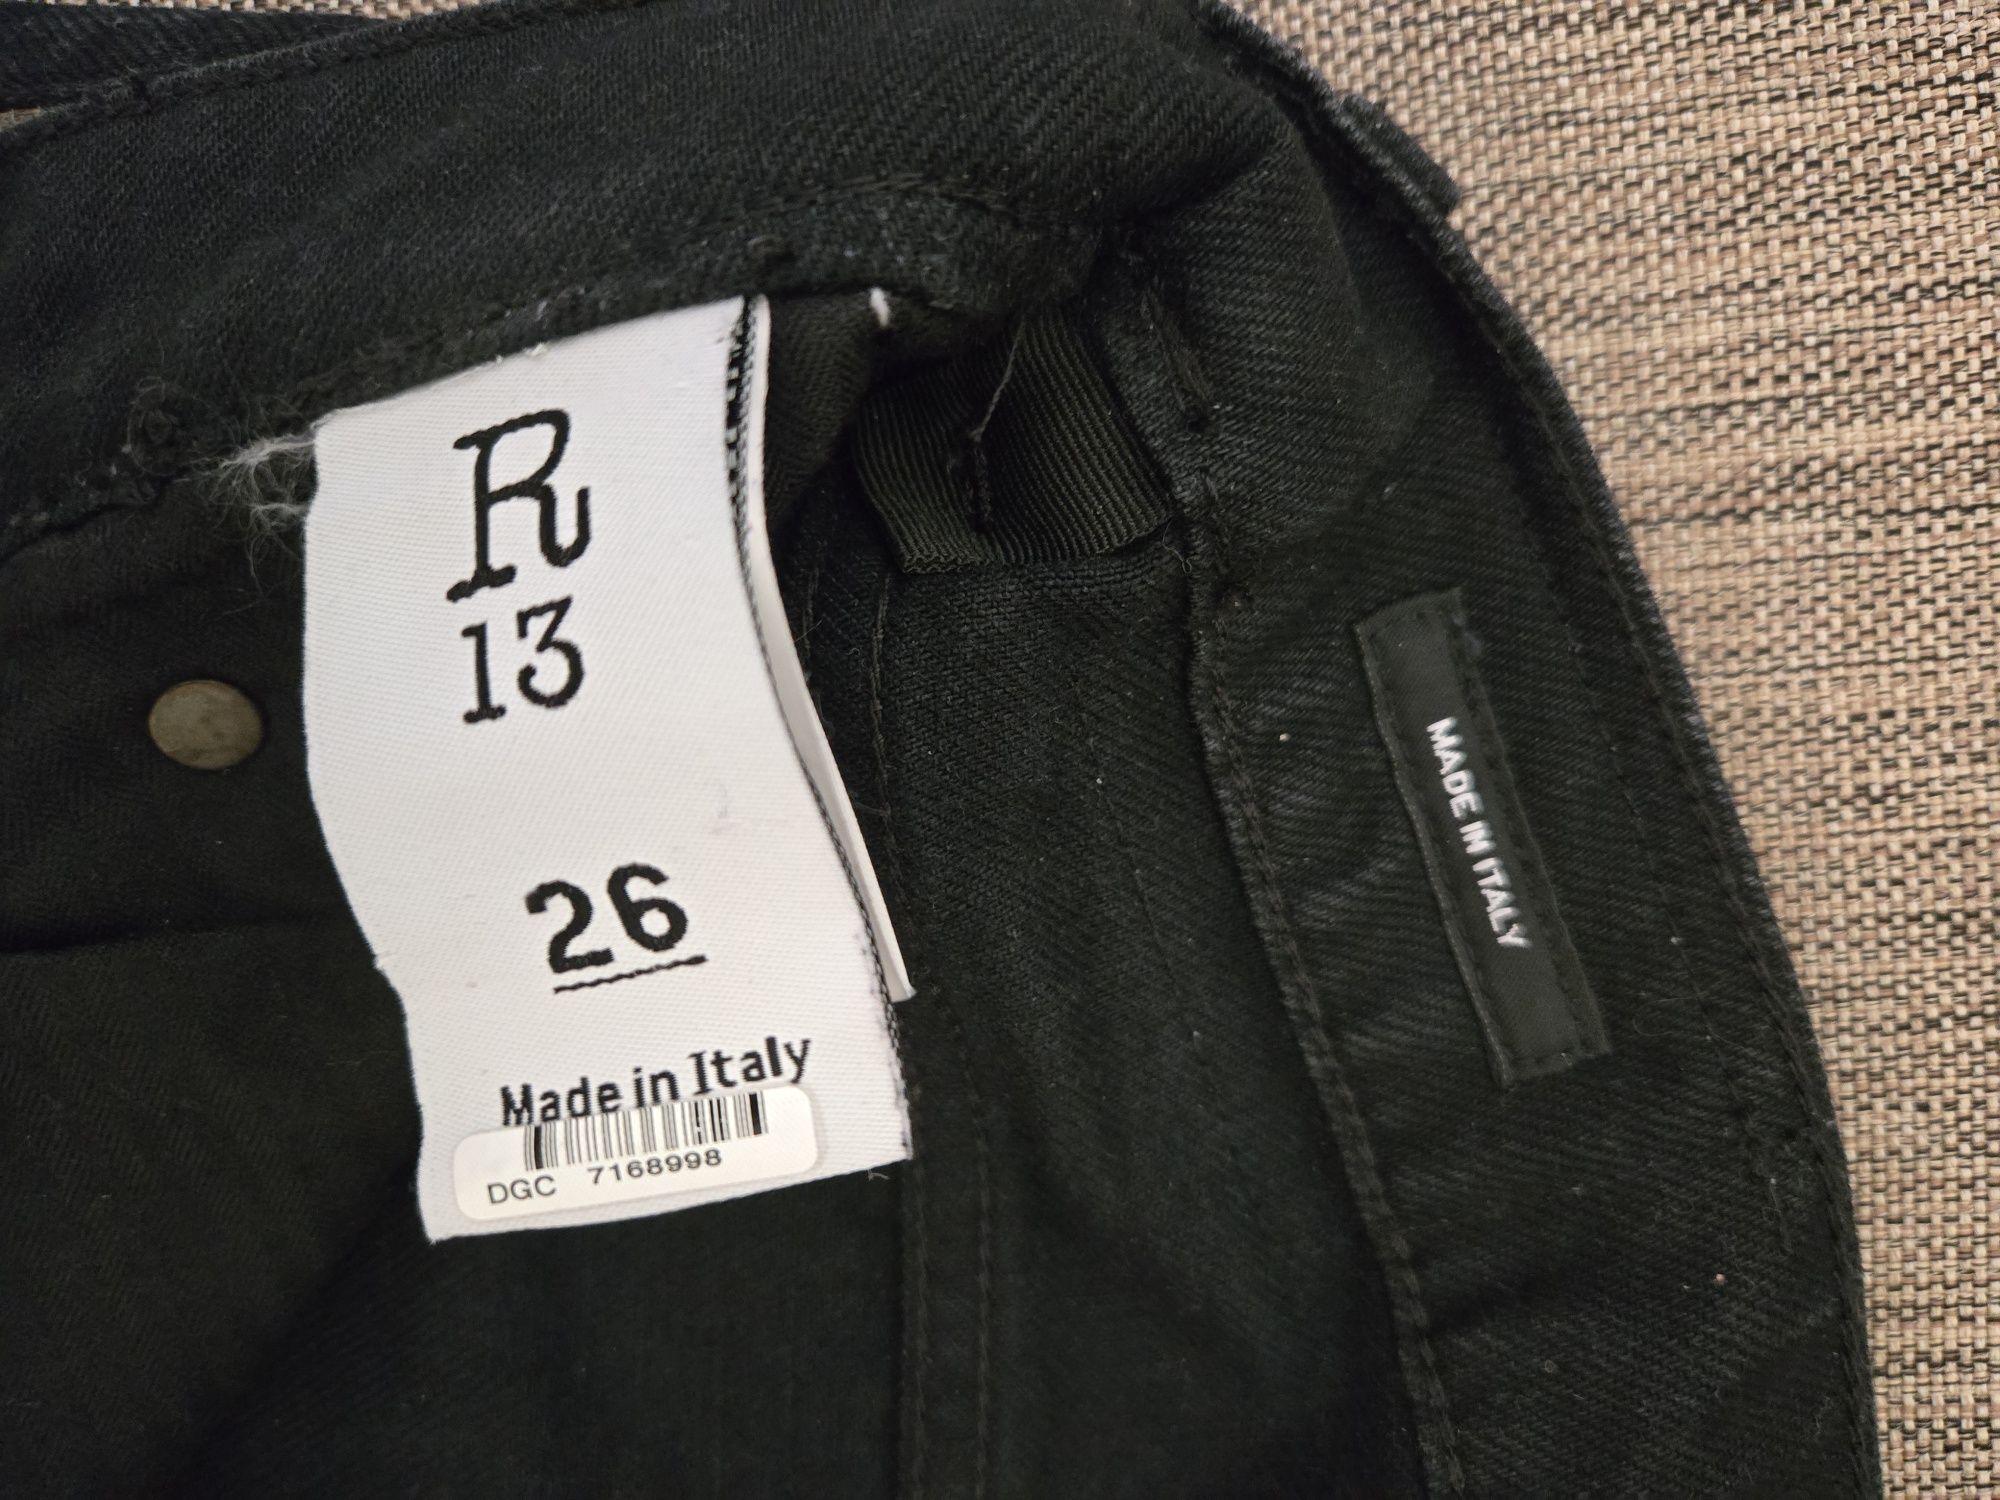 R
13
26
Made in Italy
DGC 7168998
MADE IN ITALY